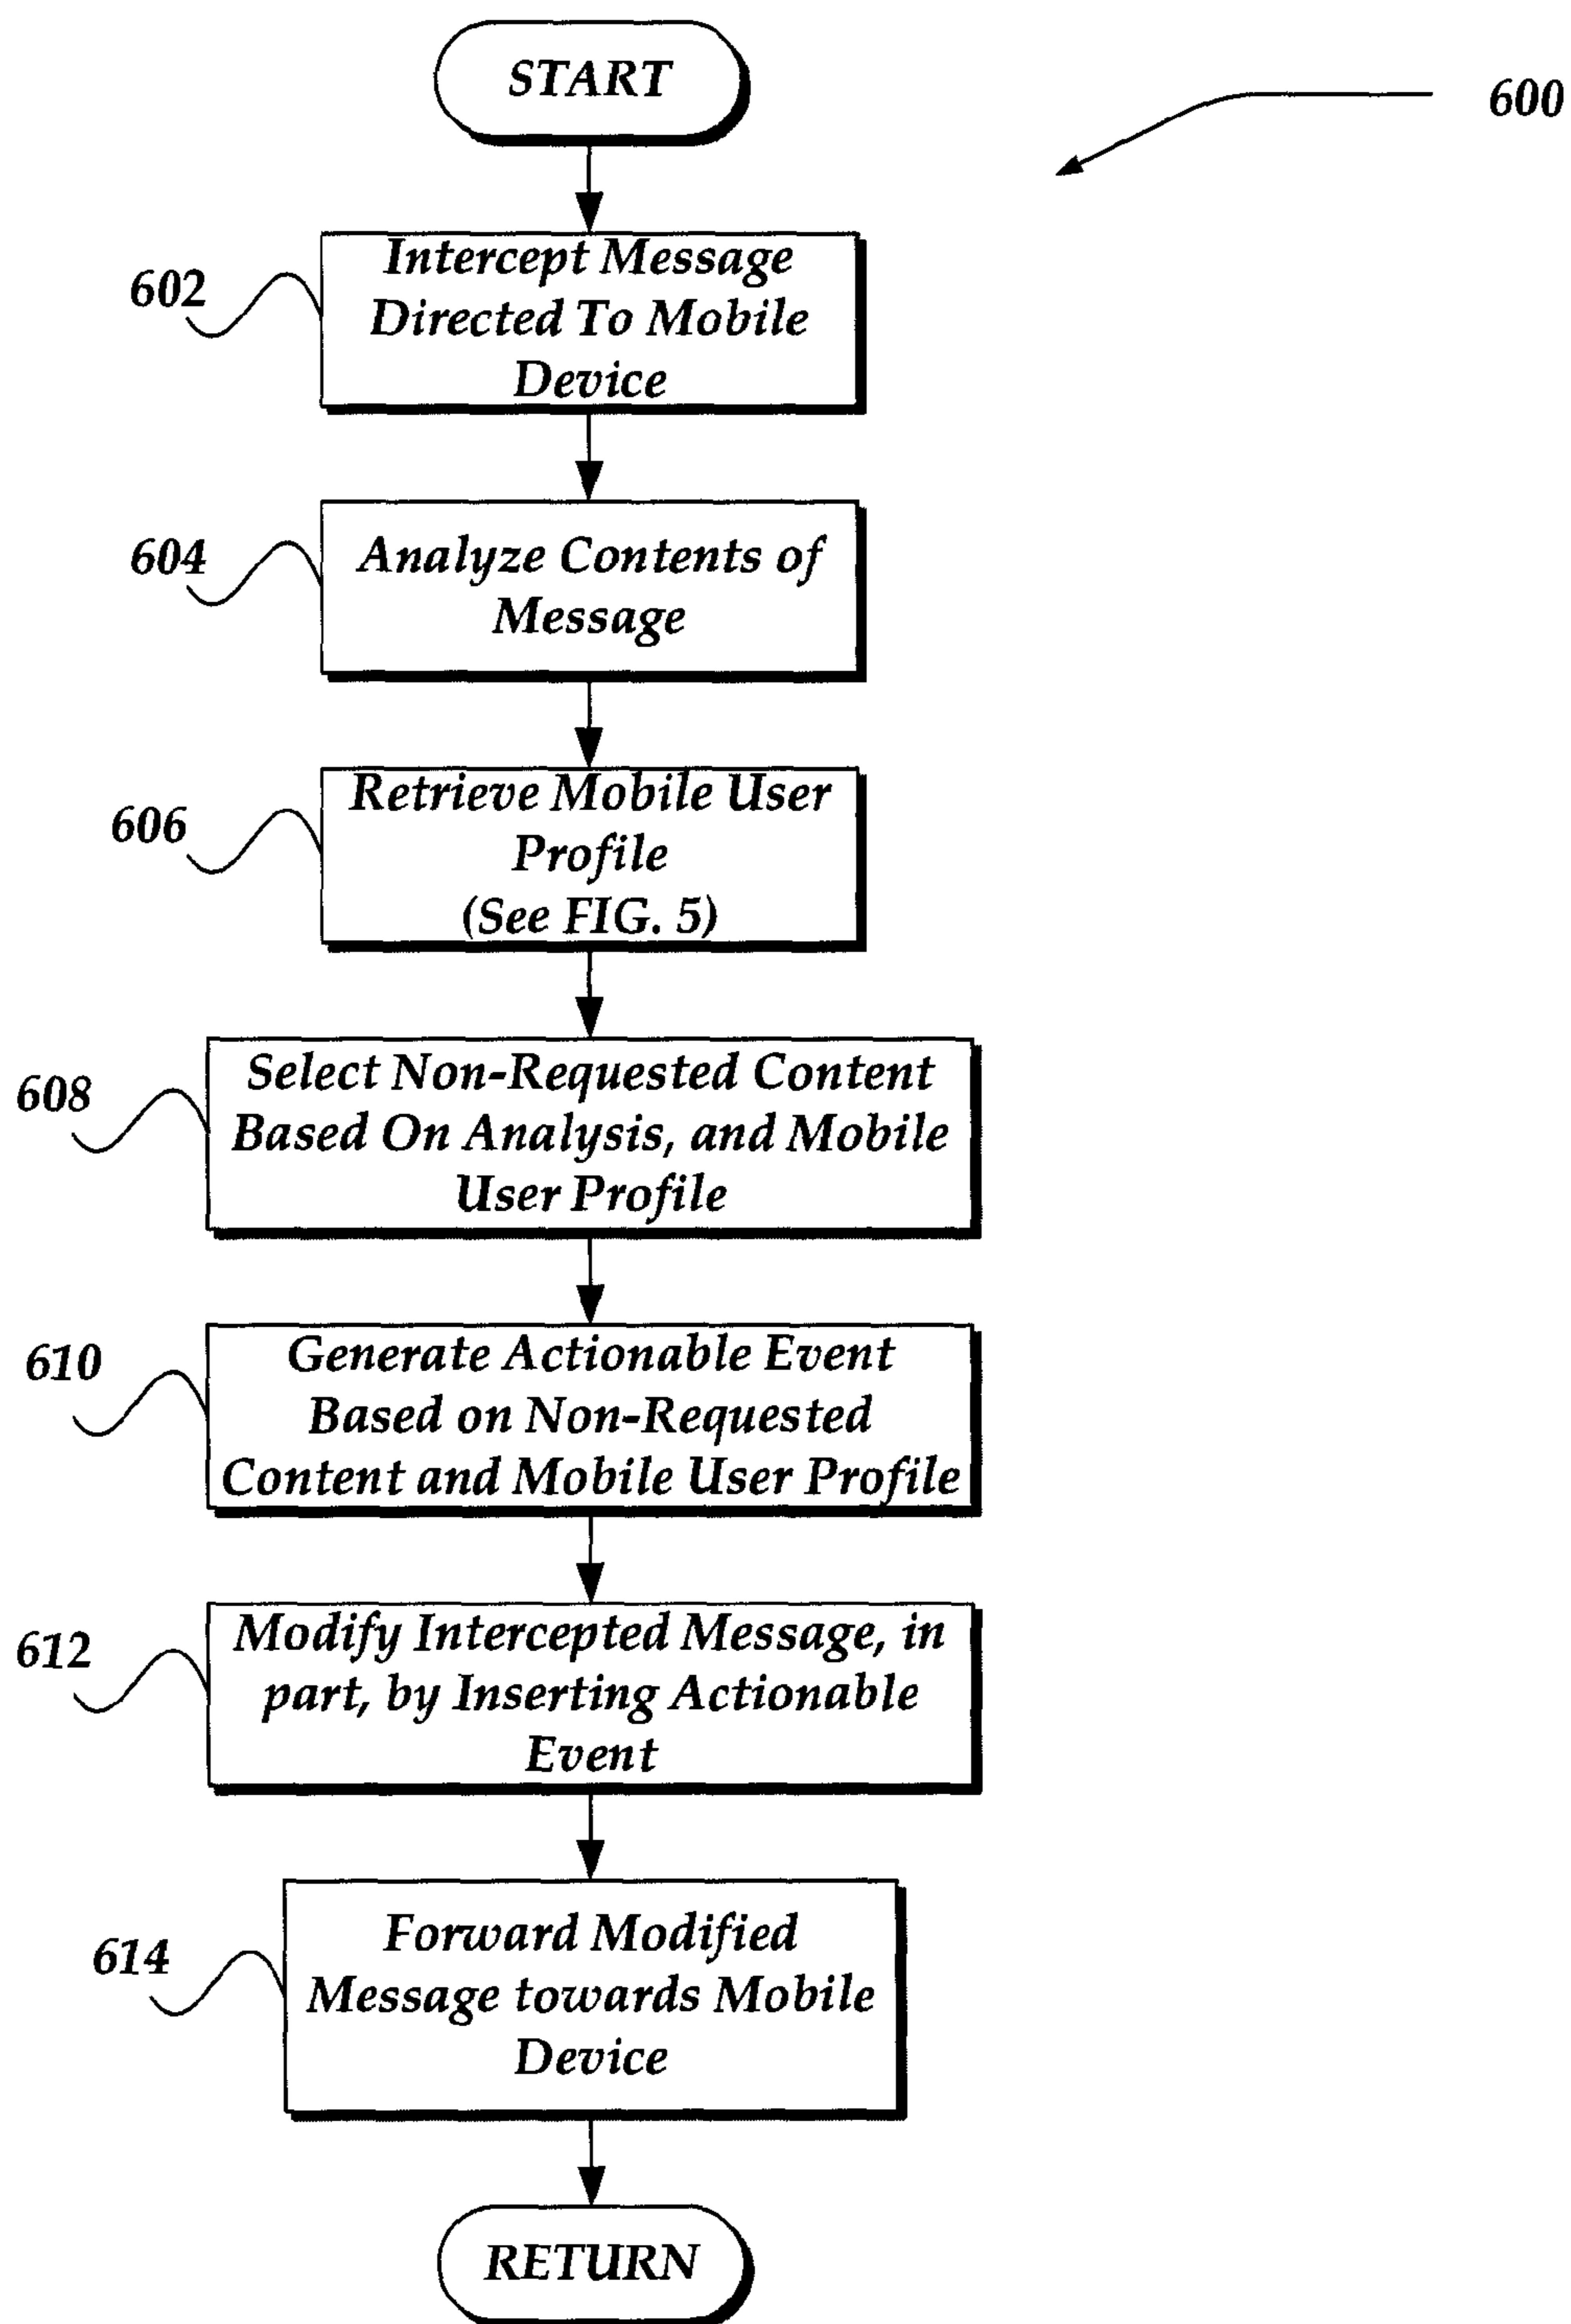 START
600
602
Intercept Message
Directed To Mobile
Device
604
Analyze Contents of
Message
606
Retrieve Mobile User
Profile
(See FIG. 5)
608
Select Non-Requested Content
Based On Analysis, and Mobile
User Profile
610
Generate Actionable Event
Based on Non-Requested
Content and Mobile User Profile
612
Modify Intercepted Message, in
part, by Inserting Actionable
Event
614
Forward Modified
Message towards Mobile
Device
RETURN